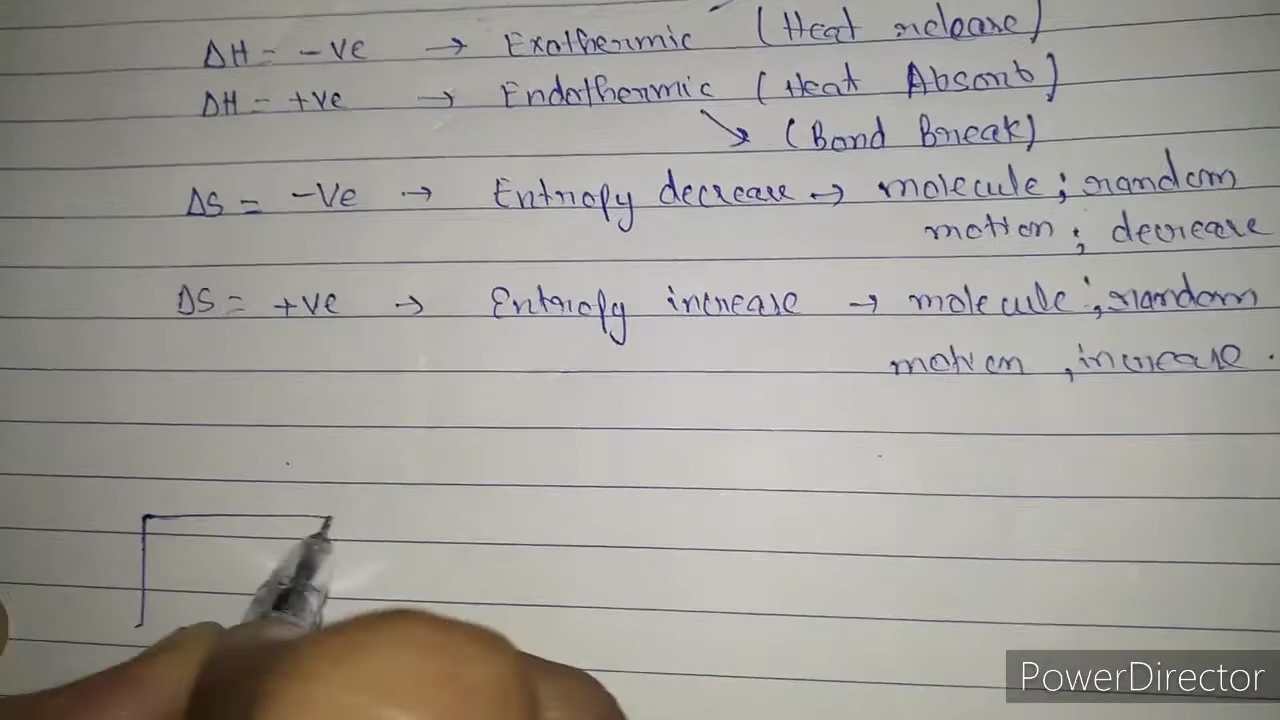 ΔH = -ve → Exothermic (Heat release)
ΔH = +ve → Endothermic (Heat Absorb)
↘ (Bond Break)
ΔS = -ve → Entropy decrease → molecule; random
motion; decrease
ΔS = +ve → Entropy increase → molecule; random
motion, increase.
PowerDirector